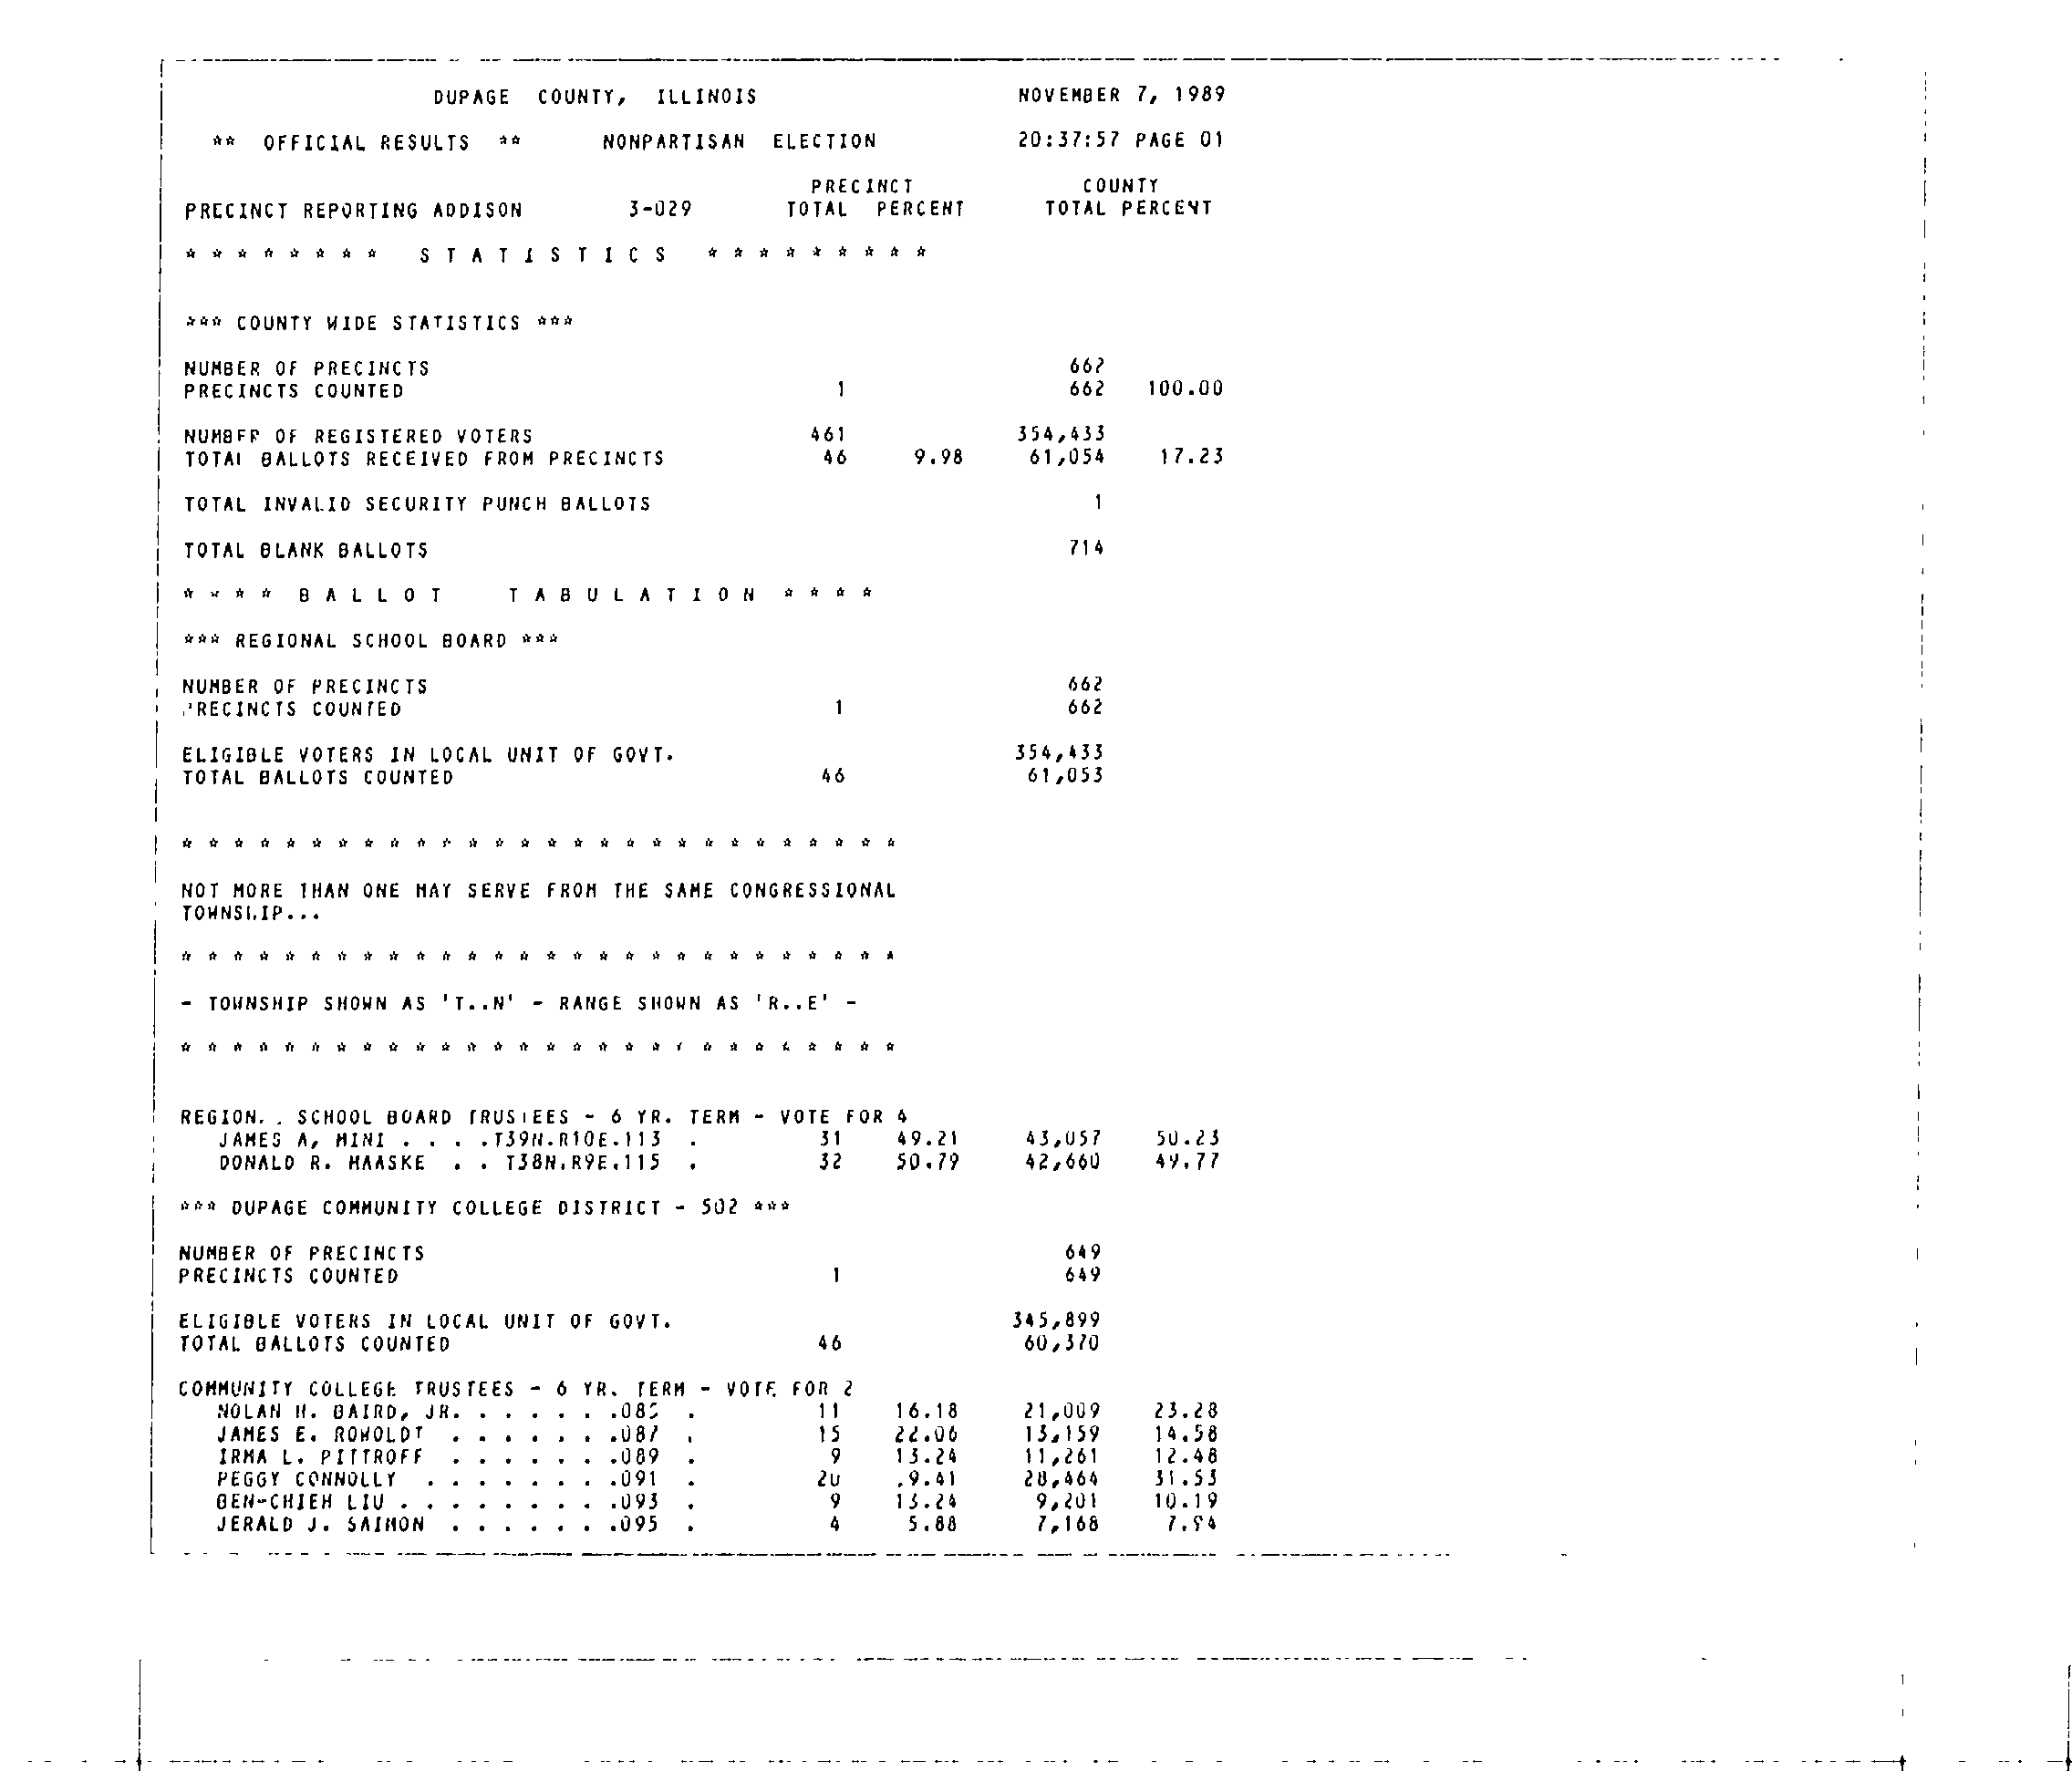 DUPAGE COUNTY, ILLINOIS NOVEMBER 7, 1989
** OFFICIAL RESULTS ** NONPARTISAN ELECTION 20:37:57 PAGE 01
PRECINCT COUNTY
PRECINCT REPORTING ADDISON 3-029 TOTAL PERCENT TOTAL PERCENT
* * * * * * * * S T A T I S T I C S * * * * * * * * *
*** COUNTY WIDE STATISTICS ***
NUMBER OF PRECINCTS 662
PRECINCTS COUNTED 1 662 100.00
NUMBER OF REGISTERED VOTERS 461 354,433
TOTAL BALLOTS RECEIVED FROM PRECINCTS 46 9.98 61,054 17.23
TOTAL INVALID SECURITY PUNCH BALLOTS 1
TOTAL BLANK BALLOTS 714
* * * * B A L L O T T A B U L A T I O N * * * *
*** REGIONAL SCHOOL BOARD ***
NUMBER OF PRECINCTS 662
PRECINCTS COUNTED 1 662
ELIGIBLE VOTERS IN LOCAL UNIT OF GOVT. 354,433
TOTAL BALLOTS COUNTED 46 61,053
* * * * * * * * * * * * * * * * * * * * * * * * * * * *
NOT MORE THAN ONE MAY SERVE FROM THE SAME CONGRESSIONAL
TOWNSHIP...
* * * * * * * * * * * * * * * * * * * * * * * * * * * *
- TOWNSHIP SHOWN AS 'T..N' - RANGE SHOWN AS 'R..E' -
* * * * * * * * * * * * * * * * * * * * * * * * * * * *
REGION. . SCHOOL BOARD TRUSTEES - 6 YR. TERM - VOTE FOR 4
JAMES A, MINI . . . .T39N.R10E.113 . 31 49.21 43,057 50.23
DONALD R. HAASKE . . T38N.R9E.115 . 32 50.79 42,660 49.77
*** DUPAGE COMMUNITY COLLEGE DISTRICT - 502 ***
NUMBER OF PRECINCTS 649
PRECINCTS COUNTED 1 649
ELIGIBLE VOTERS IN LOCAL UNIT OF GOVT. 345,899
TOTAL BALLOTS COUNTED 46 60,370
COMMUNITY COLLEGE TRUSTEES - 6 YR. TERM - VOTE FOR 2
NOLAN H. BAIRD, JR. . . . . . . . 11 16.18 21,009 23.28
JAMES E. ROWOLDT . . . . . . .087 . 15 22.06 13,159 14.58
IRMA L. PITTROFF . . . . . . .089 . 9 13.24 11,261 12.48
PEGGY CONNOLLY . . . . . . . .091 . 20 .9.41 28,464 31.53
BEN-CHIEH LIU . . . . . . . . .093 . 9 13.24 9,201 10.19
JERALD J. SAIMON . . . . . . .095 . 4 5.88 7,168 7.94